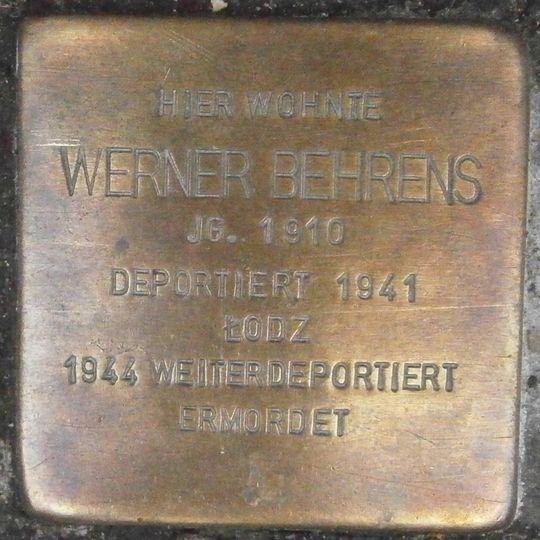 HIER WOHNTE
WERNER BEHRENS
JG. 1910
DEPORTIERT 1941
ŁODZ
1944 WEITERDEPORTIERT
ERMORDET